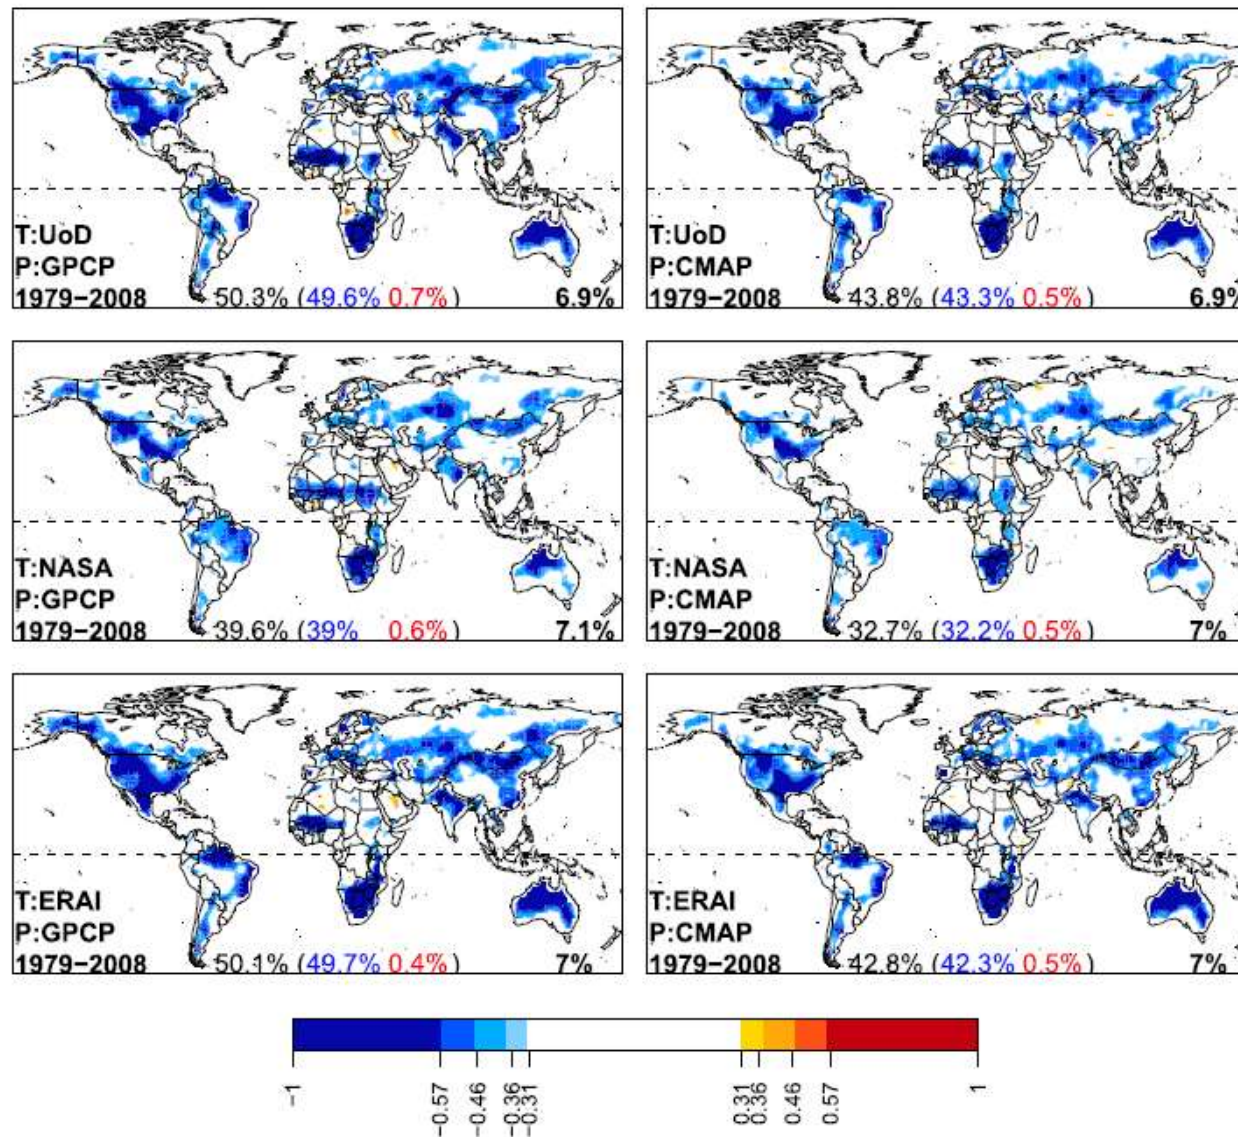 T:UoD
P:GPCP
1979−2008 50.3% (49.6% 0.7% ) 6.9%
T:UoD
P:CMAP
1979−2008 43.8% (43.3% 0.5% ) 6.9%
T:NASA
P:GPCP
1979−2008 39.6% (39% 0.6% ) 7.1%
T:NASA
P:CMAP
1979−2008 32.7% (32.2% 0.5% ) 7%
T:ERAI
P:GPCP
1979−2008 50.1% (49.7% 0.4% ) 7%
T:ERAI
P:CMAP
1979−2008 42.8% (42.3% 0.5% ) 7%
−1 −0.57 −0.46 −0.36 −0.31 0.31 0.36 0.46 0.57 1